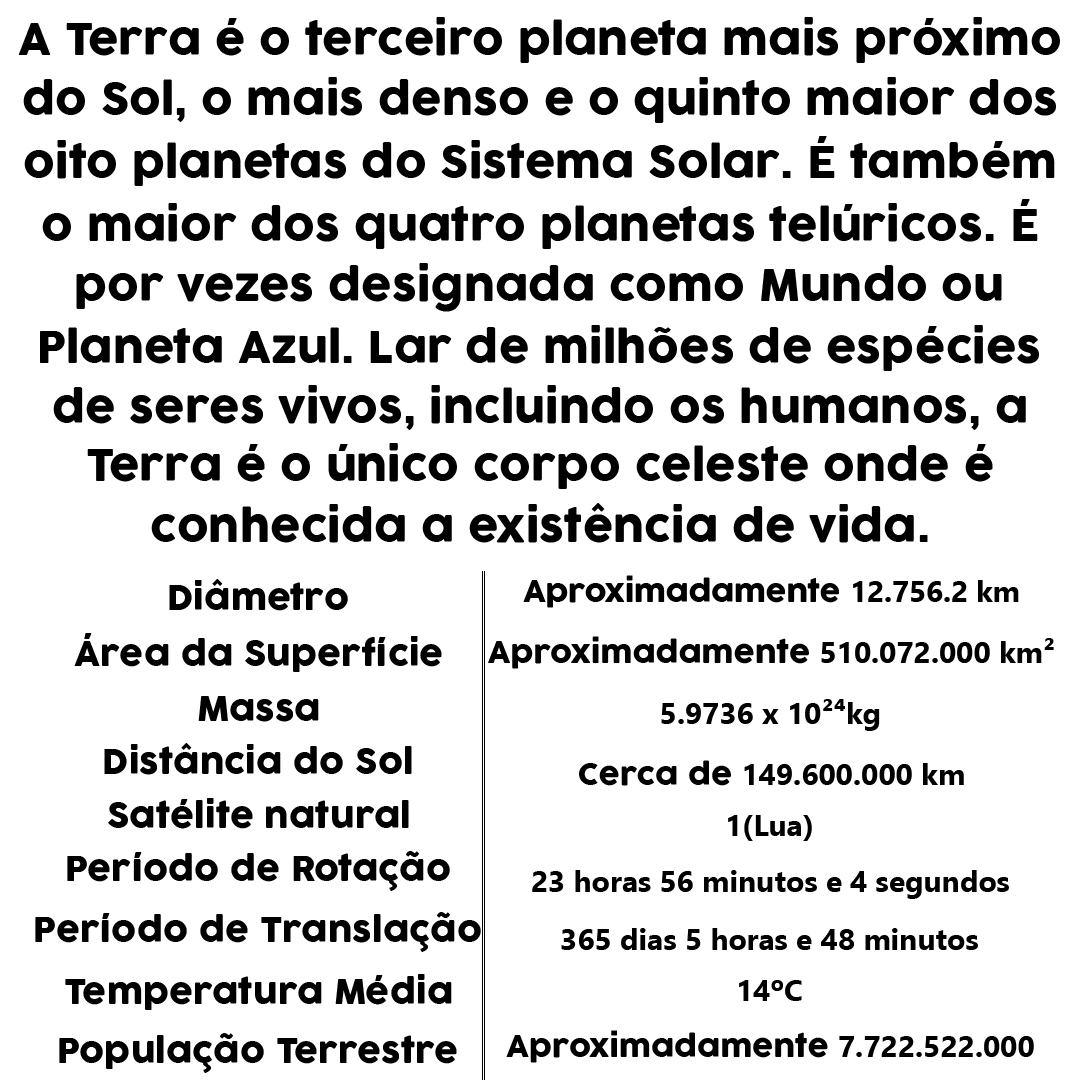 A Terra é o terceiro planeta mais próximo
do Sol, o mais denso e o quinto maior dos
oito planetas do Sistema Solar. É também
o maior dos quatro planetas telúricos. É
por vezes designada como Mundo ou
Planeta Azul. Lar de milhões de espécies
de seres vivos, incluindo os humanos, a
Terra é o único corpo celeste onde é
conhecida a existência de vida.
Diâmetro Aproximadamente 12.756.2 km
Área da Superfície Aproximadamente 510.072.000 km²
Massa 5.9736 x 10²⁴kg
Distância do Sol Cerca de 149.600.000 km
Satélite natural 1(Lua)
Período de Rotação 23 horas 56 minutos e 4 segundos
Período de Translação 365 dias 5 horas e 48 minutos
Temperatura Média 14ºC
População Terrestre Aproximadamente 7.722.522.000